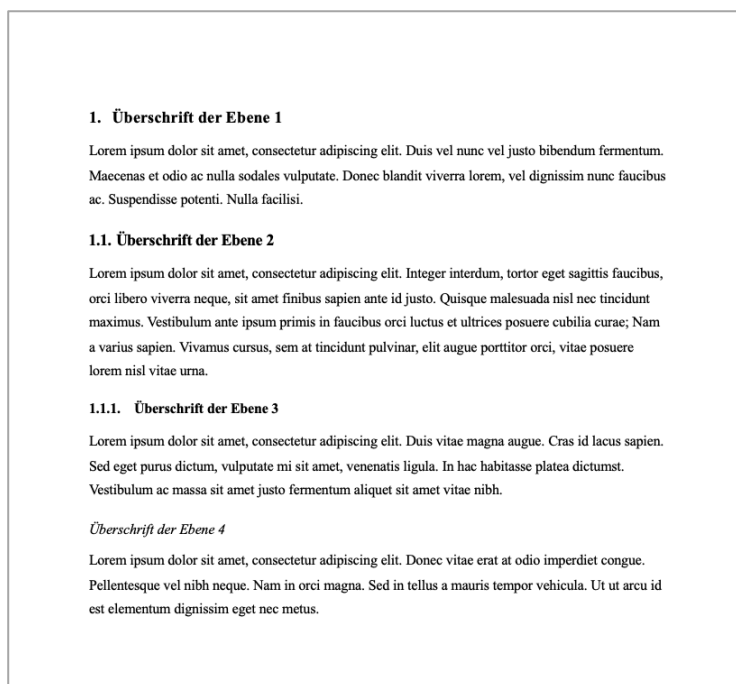 1. Überschrift der Ebene 1
Lorem ipsum dolor sit amet, consectetur adipiscing elit. Duis vel nunc vel justo bibendum fermentum.
Maecenas et odio ac nulla sodales vulputate. Donec blandit viverra lorem, vel dignissim nunc faucibus
ac. Suspendisse potenti. Nulla facilisi.
1.1. Überschrift der Ebene 2
Lorem ipsum dolor sit amet, consectetur adipiscing elit. Integer interdum, tortor eget sagittis faucibus,
orci libero viverra neque, sit amet finibus sapien ante id justo. Quisque malesuada nisl nec tincidunt
maximus. Vestibulum ante ipsum primis in faucibus orci luctus et ultrices posuere cubilia curae; Nam
a varius sapien. Vivamus cursus, sem at tincidunt pulvinar, elit augue porttitor orci, vitae posuere
lorem nisl vitae urna.
1.1.1. Überschrift der Ebene 3
Lorem ipsum dolor sit amet, consectetur adipiscing elit. Duis vitae magna augue. Cras id lacus sapien.
Sed eget purus dictum, vulputate mi sit amet, venenatis ligula. In hac habitasse platea dictumst.
Vestibulum ac massa sit amet justo fermentum aliquet sit amet vitae nibh.
Überschrift der Ebene 4
Lorem ipsum dolor sit amet, consectetur adipiscing elit. Donec vitae erat at odio imperdiet congue.
Pellentesque vel nibh neque. Nam in orci magna. Sed in tellus a mauris tempor vehicula. Ut ut arcu id
est elementum dignissim eget nec metus.